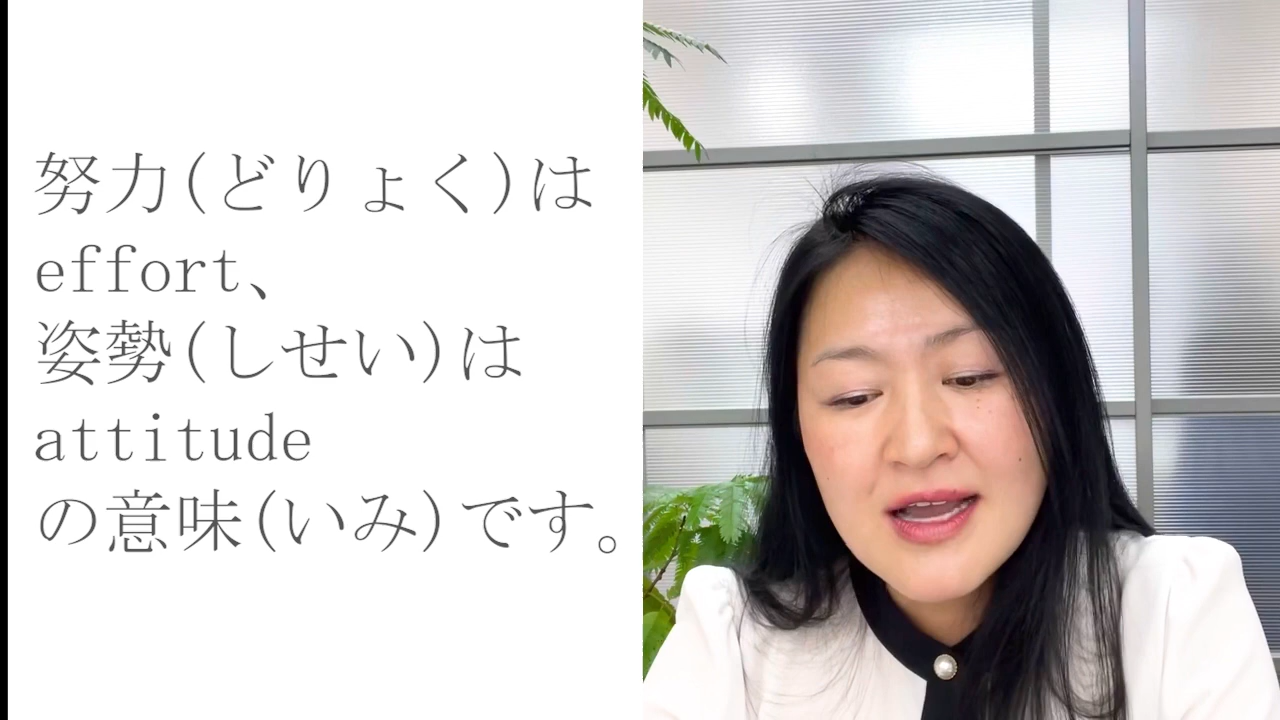 努力(どりょく)は
effort、
姿勢(しせい)は
attitude
の意味(いみ)です。